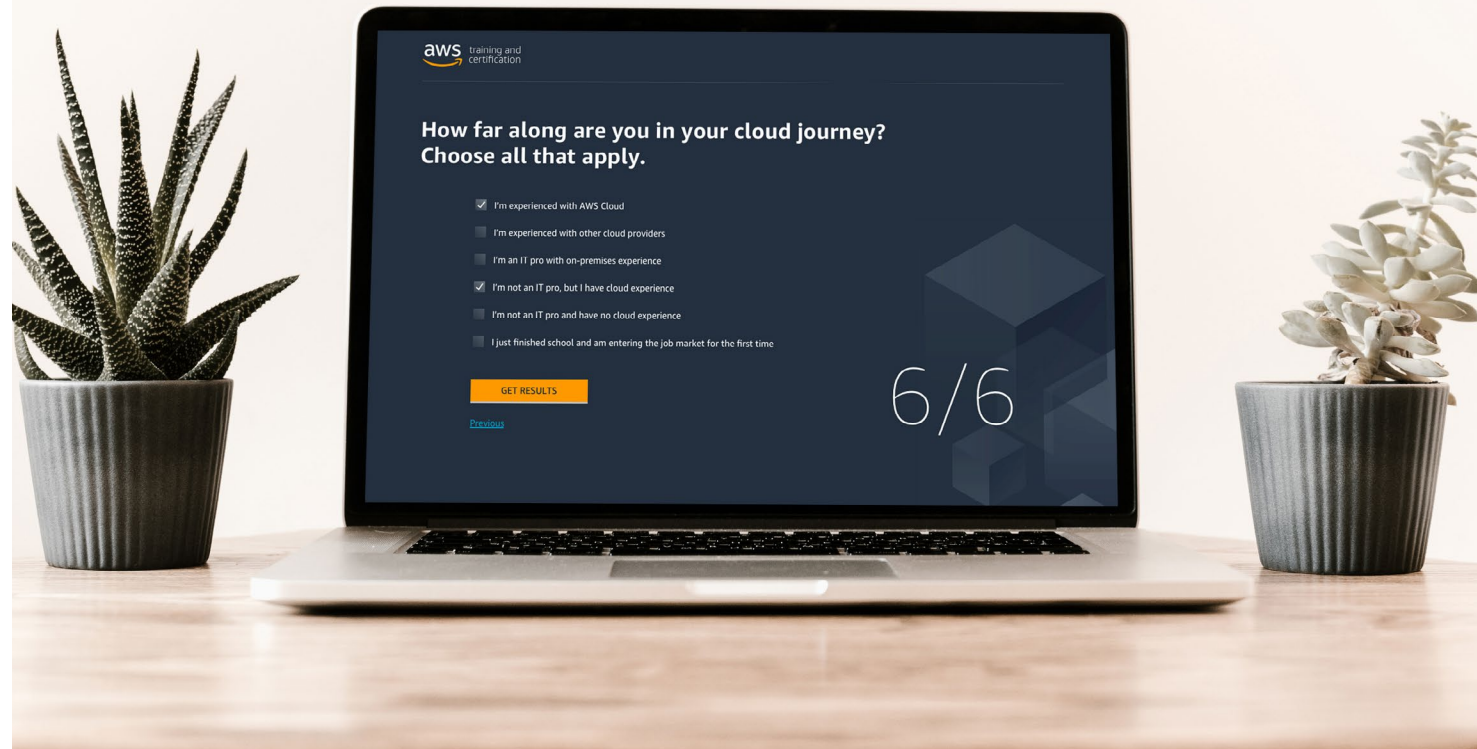 aws training and
certification
How far along are you in your cloud journey?
Choose all that apply.
I'm experienced with AWS Cloud
I'm experienced with other cloud providers
I'm an IT pro with on-premises experience
I'm not an IT pro, but I have cloud experience
I'm not an IT pro and have no cloud experience
I just finished school and am entering the job market for the first time
GET RESULTS
6/6
Previous